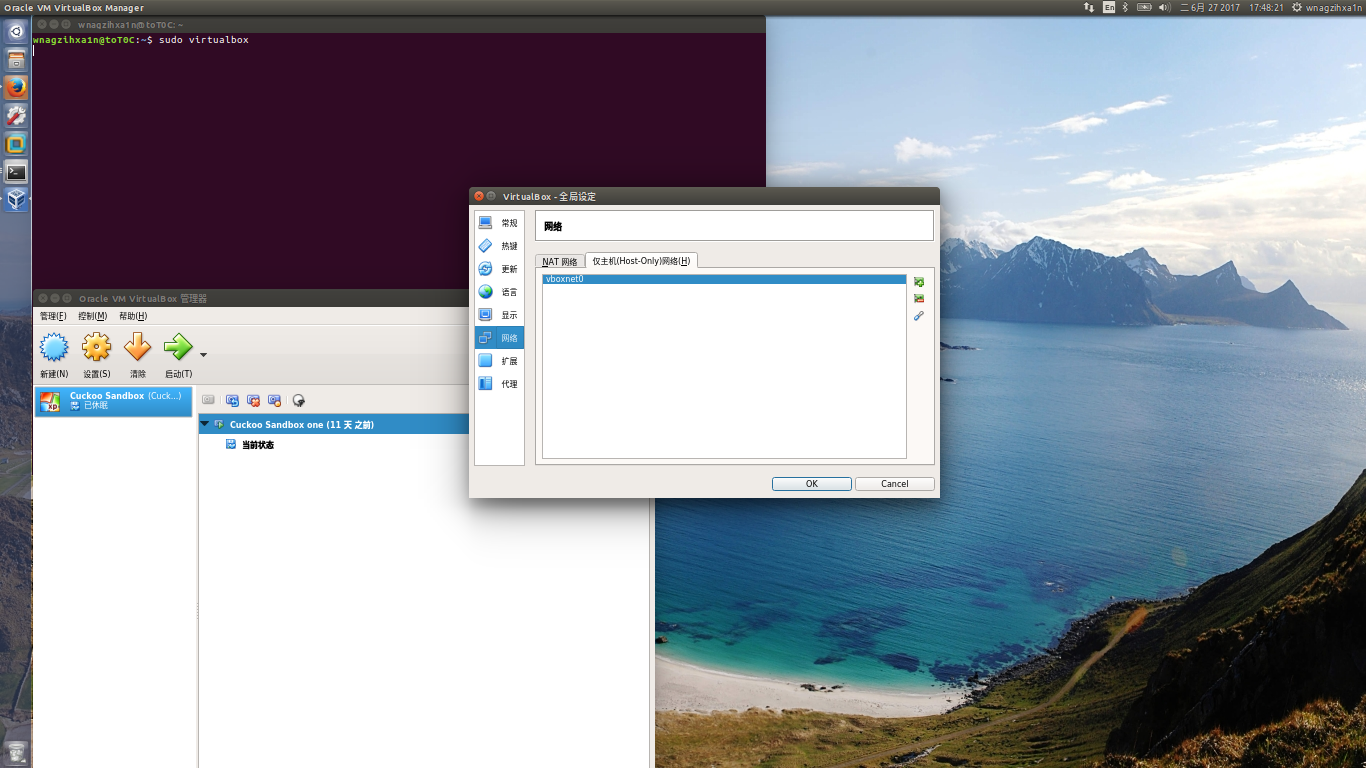 Oracle VM VirtualBox Manager
En
二 6月 27 2017
17:48:21
wnagzihxa1n
wnagzihxa1n@toT0C: ~
wnagzihxa1n@toT0C:~$ sudo virtualbox
VirtualBox - 全局设定
常规
热键
更新
语言
显示
网络
扩展
代理
网络
NAT 网络
仅主机(Host-Only)网络(H)
vboxnet0
OK
Cancel
Oracle VM VirtualBox 管理器
管理(F)
控制(M)
帮助(H)
新建(N)
设置(S)
清除
启动(T)
Cuckoo Sandbox (Cuck...)
已休眠
xp
Cuckoo Sandbox one (11 天 之前)
当前状态